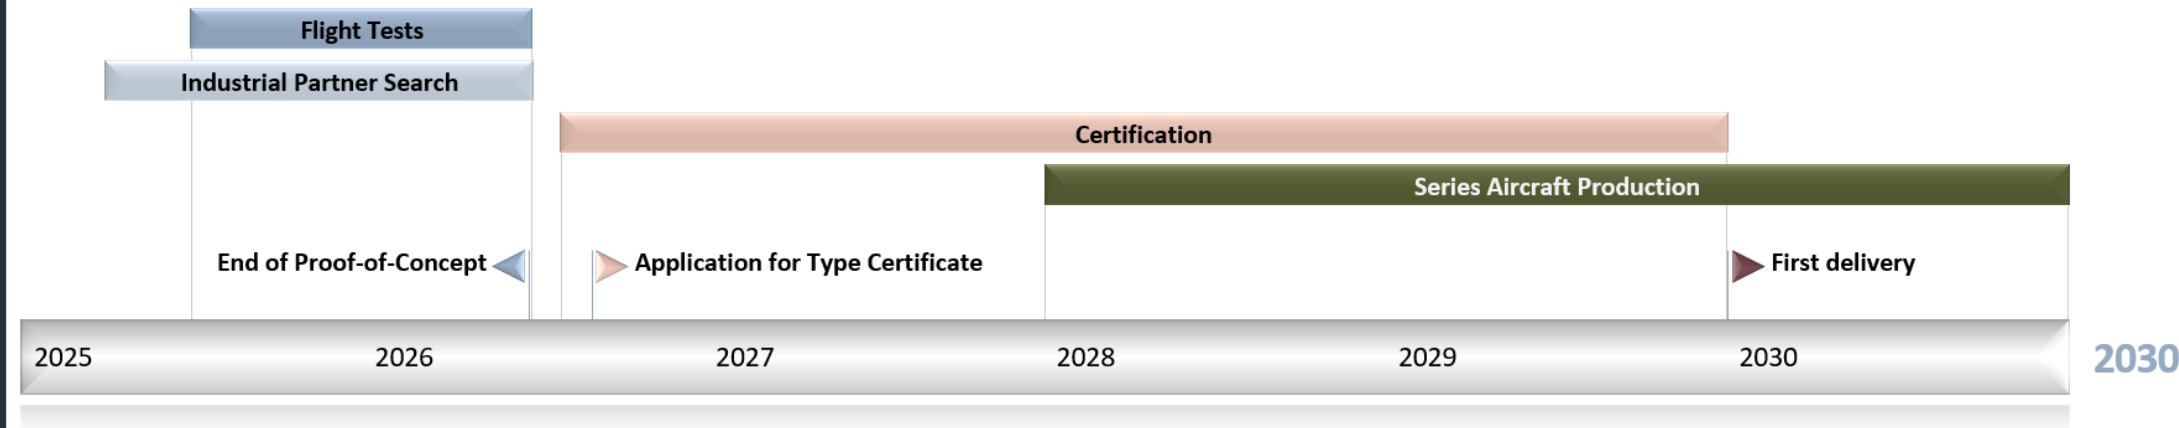 Flight Tests
Industrial Partner Search
Certification
Series Aircraft Production
End of Proof-of-Concept
Application for Type Certificate
First delivery
2025 2026 2027 2028 2029 2030 2030